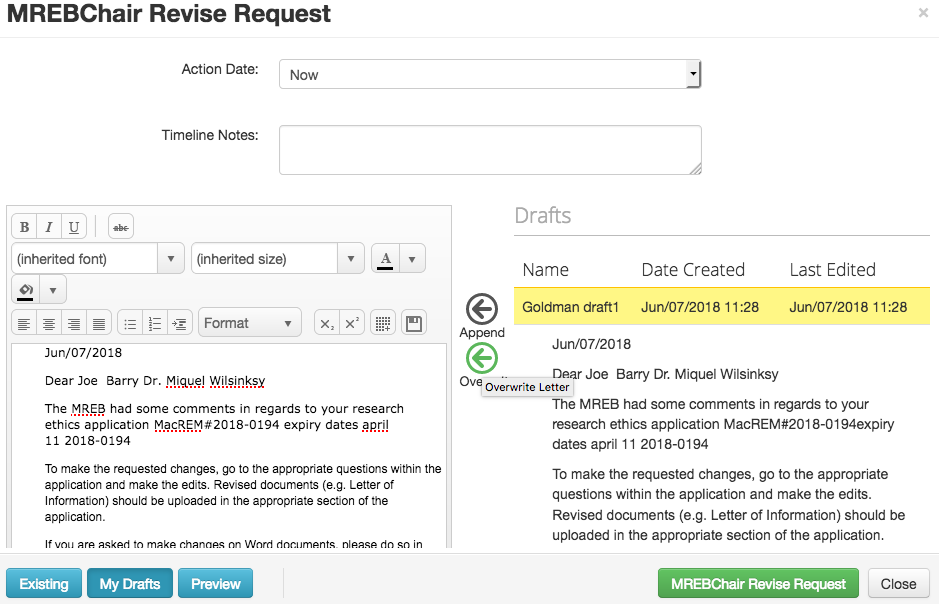 MREBChair Revise Request
×
Action Date:
Now
Timeline Notes:
B I U abc
(inherited font) (inherited size) A
Format X₂ X²
Jun/07/2018
Dear Joe  Barry Dr. Miquel Wilsinksy
The MREB had some comments in regards to your research
ethics application MacREM#2018-0194 expiry dates april
11 2018-0194
To make the requested changes, go to the appropriate questions within the
application and make the edits. Revised documents (e.g. Letter of
Information) should be uploaded in the appropriate section of the
application.
If you are asked to make changes on Word documents, please do so in
Append
Overwrite Letter
Drafts
Name Date Created Last Edited
Goldman draft1 Jun/07/2018 11:28 Jun/07/2018 11:28
Jun/07/2018
Dear Joe  Barry Dr. Miquel Wilsinksy
The MREB had some comments in regards to your
research ethics application MacREM#2018-0194expiry
dates april 11 2018-0194
To make the requested changes, go to the appropriate
questions within the application and make the edits.
Revised documents (e.g. Letter of Information) should be
uploaded in the appropriate section of the application.
Existing My Drafts Preview MREBChair Revise Request Close